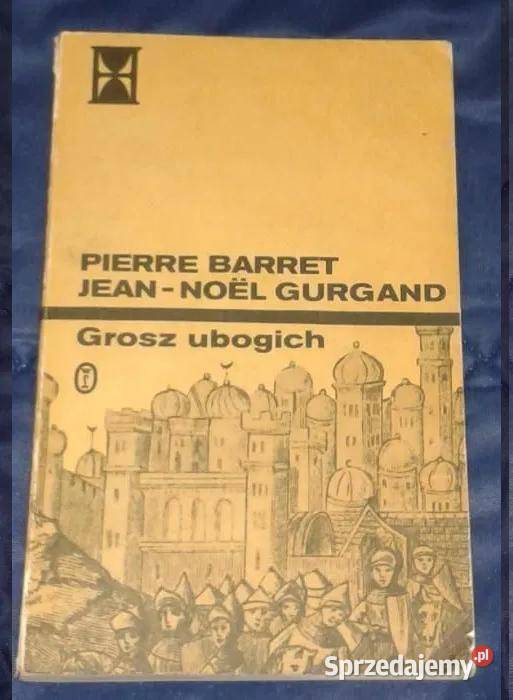 PIERRE BARRET
JEAN-NOËL GURGAND
Grosz ubogich
Sprzedajemy.pl